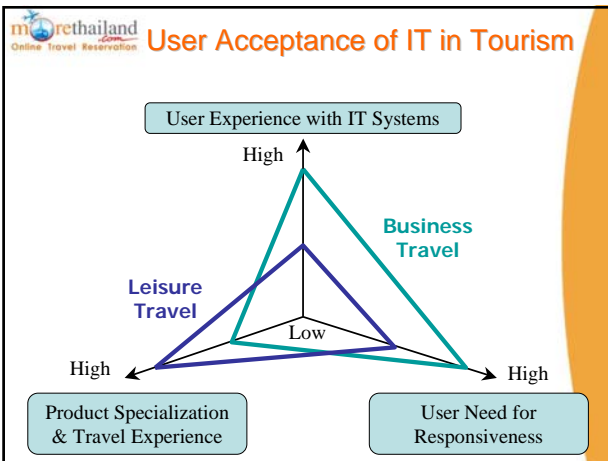 morethailand
.com
Online Travel Reservation
User Acceptance of IT in Tourism
User Experience with IT Systems
High
Business
Travel
Leisure
Travel
Low
High
High
Product Specialization
& Travel Experience
User Need for
Responsiveness